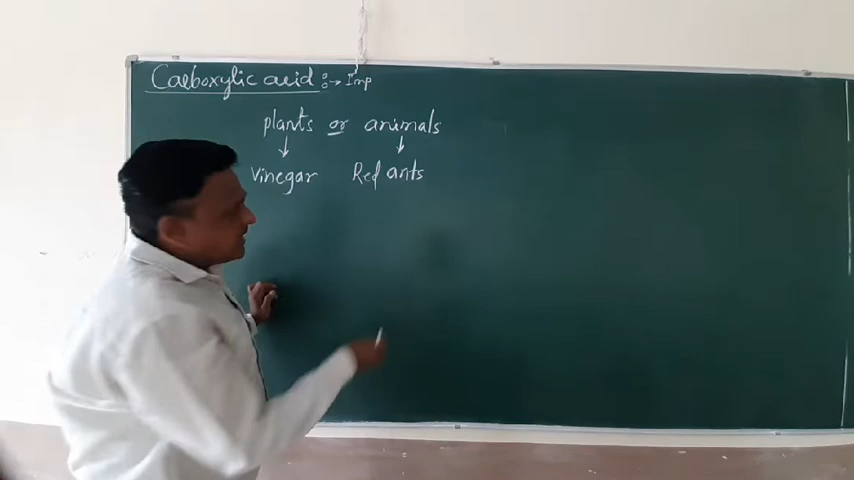 Carboxylic acid :→ Imp
plants or animals
↓ ↓
Vinegar Red ants